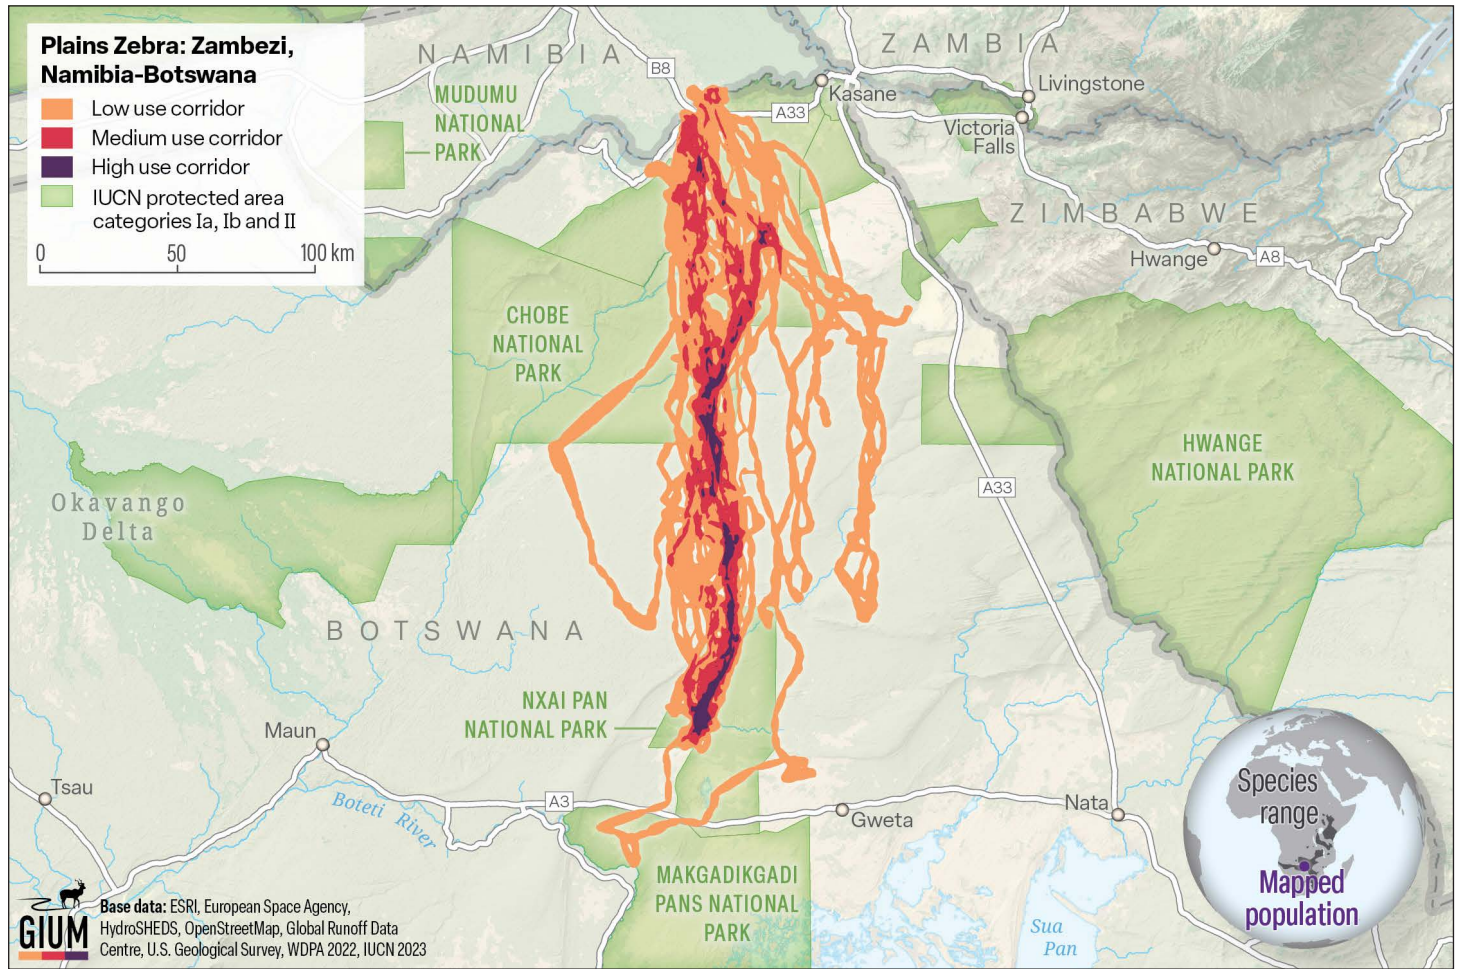 Plains Zebra: Zambezi,
Namibia-Botswana
Low use corridor
Medium use corridor
High use corridor
IUCN protected area
categories Ia, Ib and II
0 50 100 km
NAMIBIA
ZAMBIA
B8
MUDUMU
NATIONAL
PARK
Kasane
Livingstone
A33
Victoria
Falls
ZIMBABWE
Hwange
A8
CHOBE
NATIONAL
PARK
HWANGE
NATIONAL PARK
A33
Okavango
Delta
BOTSWANA
NXAI PAN
NATIONAL PARK
Maun
Tsau
Boteti River
A3
Gweta
Nata
MAKGADIKGADI
PANS NATIONAL
PARK
Sua
Pan
Species
range
Mapped
population
GIUM
Base data: ESRI, European Space Agency,
HydroSHEDS, OpenStreetMap, Global Runoff Data
Centre, U.S. Geological Survey, WDPA 2022, IUCN 2023